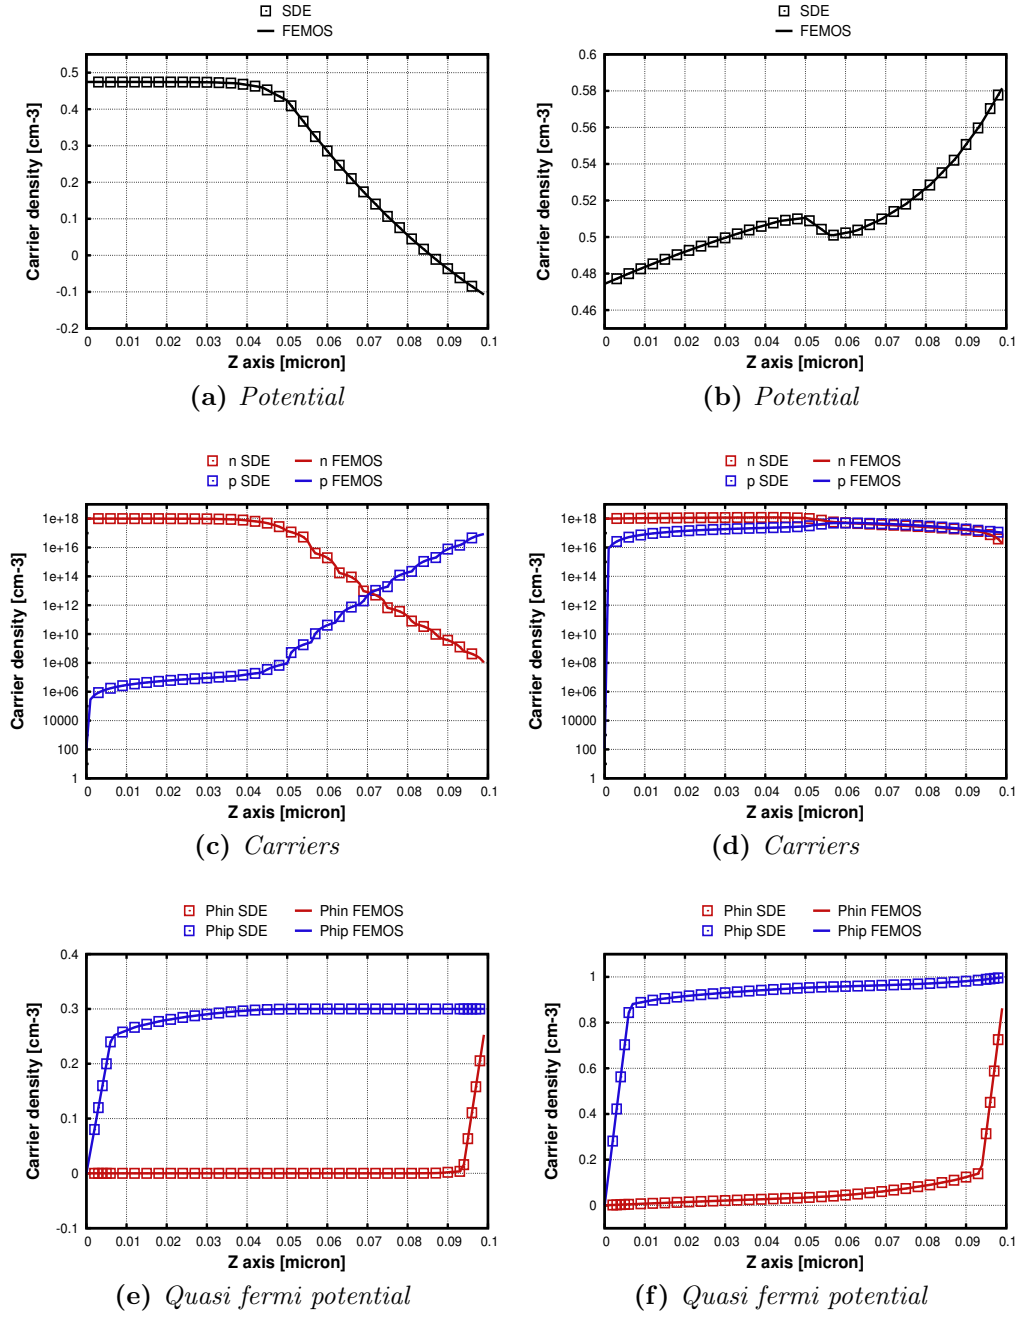 SDE
FEMOS
Carrier density [cm-3]
0.5
0.4
0.3
0.2
0.1
0
-0.1
-0.2
0 0.01 0.02 0.03 0.04 0.05 0.06 0.07 0.08 0.09 0.1
Z axis [micron]
(a) Potential
SDE
FEMOS
Carrier density [cm-3]
0.6
0.58
0.56
0.54
0.52
0.5
0.48
0.46
0 0.01 0.02 0.03 0.04 0.05 0.06 0.07 0.08 0.09 0.1
Z axis [micron]
(b) Potential
n SDE n FEMOS
p SDE p FEMOS
Carrier density [cm-3]
1e+18
1e+16
1e+14
1e+12
1e+10
1e+08
1e+06
10000
100
1
0 0.01 0.02 0.03 0.04 0.05 0.06 0.07 0.08 0.09 0.1
Z axis [micron]
(c) Carriers
n SDE n FEMOS
p SDE p FEMOS
Carrier density [cm-3]
1e+18
1e+16
1e+14
1e+12
1e+10
1e+08
1e+06
10000
100
1
0 0.01 0.02 0.03 0.04 0.05 0.06 0.07 0.08 0.09 0.1
Z axis [micron]
(d) Carriers
Phin SDE Phin FEMOS
Phip SDE Phip FEMOS
Carrier density [cm-3]
0.4
0.3
0.2
0.1
0
-0.1
0 0.01 0.02 0.03 0.04 0.05 0.06 0.07 0.08 0.09 0.1
Z axis [micron]
(e) Quasi fermi potential
Phin SDE Phin FEMOS
Phip SDE Phip FEMOS
Carrier density [cm-3]
1
0.8
0.6
0.4
0.2
0
0 0.01 0.02 0.03 0.04 0.05 0.06 0.07 0.08 0.09 0.1
Z axis [micron]
(f) Quasi fermi potential